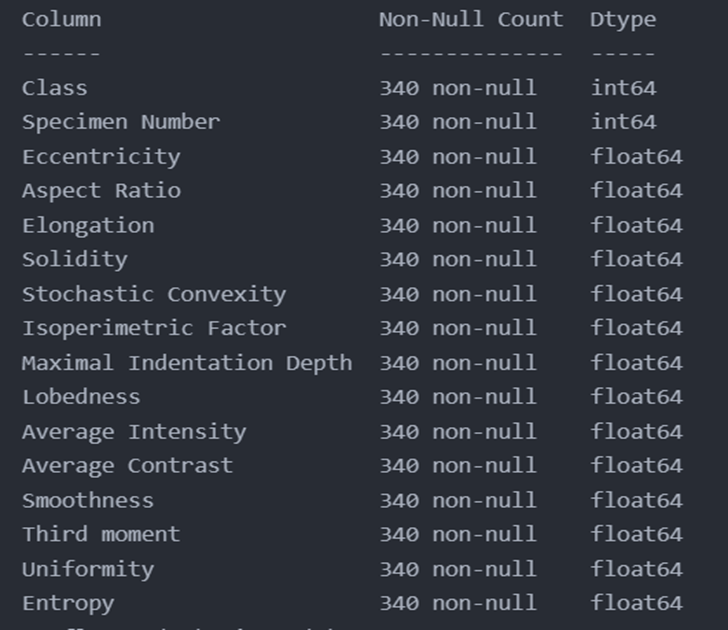 Column Non-Null Count Dtype
------ -------------- -----
Class 340 non-null int64
Specimen Number 340 non-null int64
Eccentricity 340 non-null float64
Aspect Ratio 340 non-null float64
Elongation 340 non-null float64
Solidity 340 non-null float64
Stochastic Convexity 340 non-null float64
Isoperimetric Factor 340 non-null float64
Maximal Indentation Depth 340 non-null float64
Lobedness 340 non-null float64
Average Intensity 340 non-null float64
Average Contrast 340 non-null float64
Smoothness 340 non-null float64
Third moment 340 non-null float64
Uniformity 340 non-null float64
Entropy 340 non-null float64